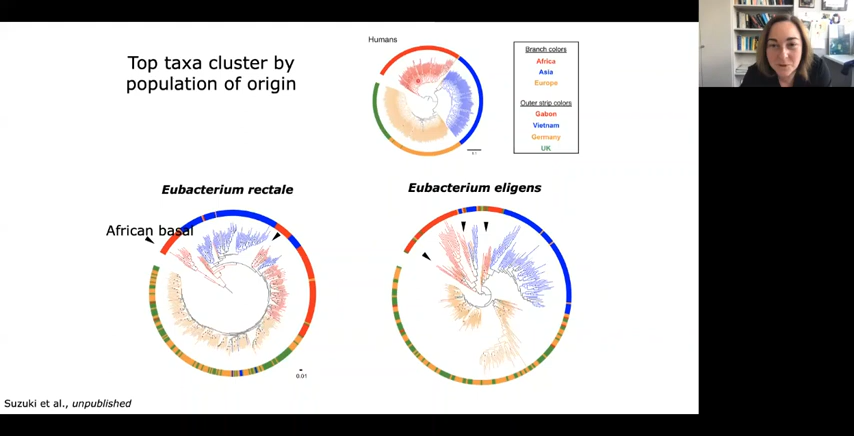 Top taxa cluster by
population of origin
Humans
Branch colors
Africa
Asia
Europe
Outer strip colors
Gabon
Vietnam
Germany
UK
Eubacterium rectale
Eubacterium eligens
African basal
0.01
Suzuki et al., unpublished